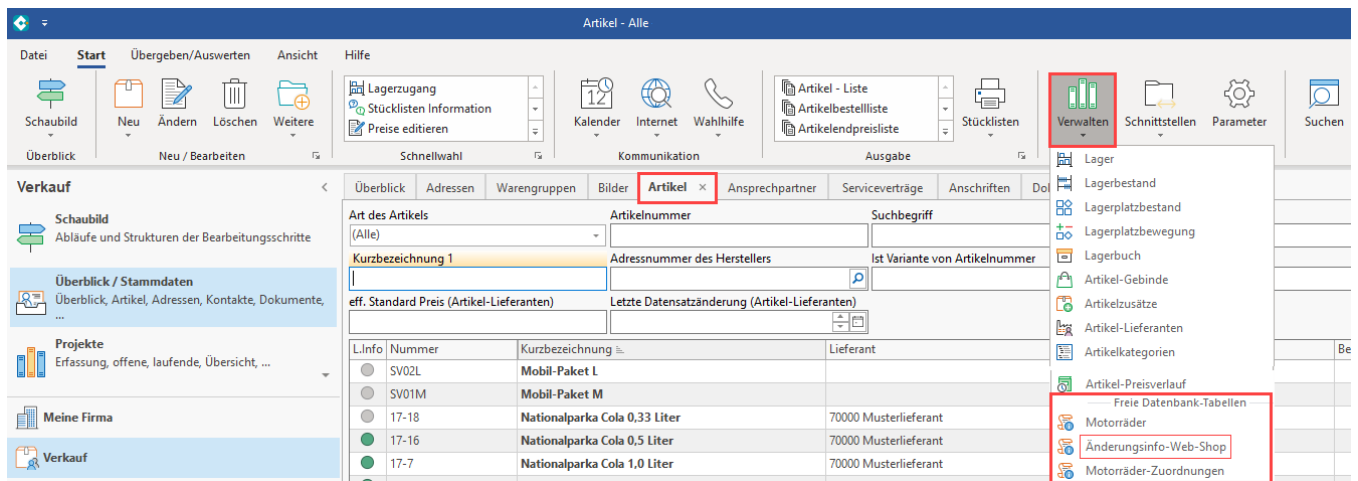 Artikel - Alle
Datei Start Übergeben/Auswerten Ansicht Hilfe
Schaubild
Überblick
Neu Ändern Löschen Weitere
Neu / Bearbeiten
Lagerzugang
Stücklisten Information
Preise editieren
Schnellwahl
12
Kalender Internet Wahlhilfe
Kommunikation
Artikel - Liste
Artikelbestellliste
Artikelendpreisliste
Stücklisten
Ausgabe
Verwalten Schnittstellen Parameter
Suchen
Verkauf
Schaubild
Abläufe und Strukturen der Bearbeitungsschritte
Überblick / Stammdaten
Überblick, Artikel, Adressen, Kontakte, Dokumente,
...
Projekte
Erfassung, offene, laufende, Übersicht, ...
Meine Firma
Verkauf
Überblick Adressen Warengruppen Bilder Artikel × Ansprechpartner Serviceverträge Anschriften
Art des Artikels Artikelnummer Suchbegriff
(Alle)
Kurzbezeichnung 1 Adressnummer des Herstellers Ist Variante von Artikelnummer
eff. Standard Preis (Artikel-Lieferanten) Letzte Datensatzänderung (Artikel-Lieferanten)
L.Info Nummer Kurzbezeichnung Lieferant Be
SV02L Mobil-Paket L
SV01M Mobil-Paket M
17-18 Nationalparka Cola 0,33 Liter 70000 Musterlieferant
17-16 Nationalparka Cola 0,5 Liter 70000 Musterlieferant
17-7 Nationalparka Cola 1,0 Liter 70000 Musterlieferant
Lager
Lagerbestand
Lagerplatzbestand
Lagerplatzbewegung
Lagerbuch
Artikel-Gebinde
Artikelzusätze
Artikel-Lieferanten
Artikelkategorien
Artikel-Preisverlauf
Freie Datenbank-Tabellen
Motorräder
Änderungsinfo-Web-Shop
Motorräder-Zuordnungen